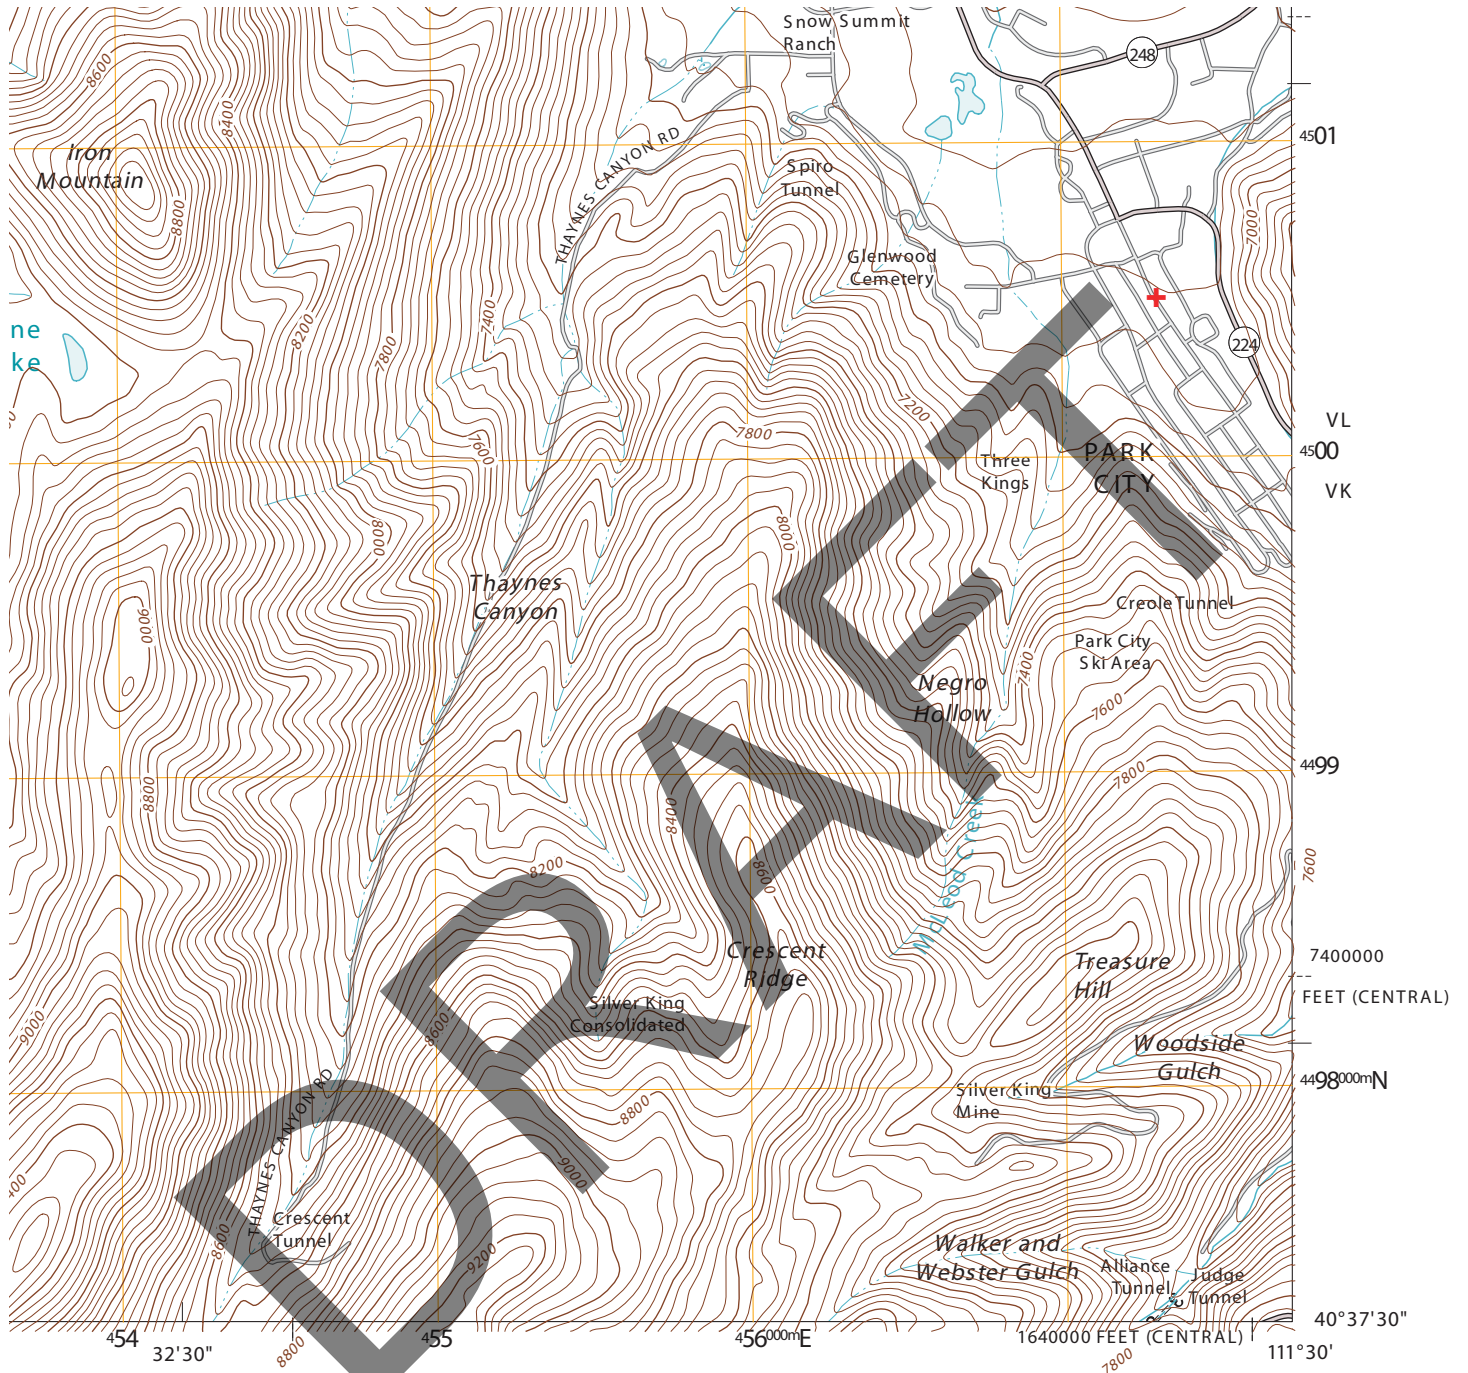 Snow Summit
Ranch
248
8600
8400
4501
Iron
Mountain
THAYNES CANYON RD
Spiro
Tunnel
8800
7000
Glenwood
Cemetery
ne
ke
8200
7400
7800
224
7200
VL
7800
7600
4500
PARK
CITY
Three
Kings
VK
8000
8000
Thaynes
Canyon
9000
Creole Tunnel
Park City
Ski Area
7400
Negro
Hollow
7600
4499
7800
8800
8400
8200
8600
7600
McLeod Creek
Crescent
Ridge
Treasure
Hill
7400000
FEET (CENTRAL)
Silver King
Consolidated
9000
8600
Woodside
Gulch
4498000mN
Silver King
Mine
8800
THAYNES CANYON RD
9000
400
Crescent
Tunnel
8600
9200
Walker and
Webster Gulch
Alliance
Tunnel
Judge
Tunnel
DRAFT
40°37'30"
454
455
456000mE
1640000 FEET (CENTRAL)
32'30"
8800
7800
111°30'